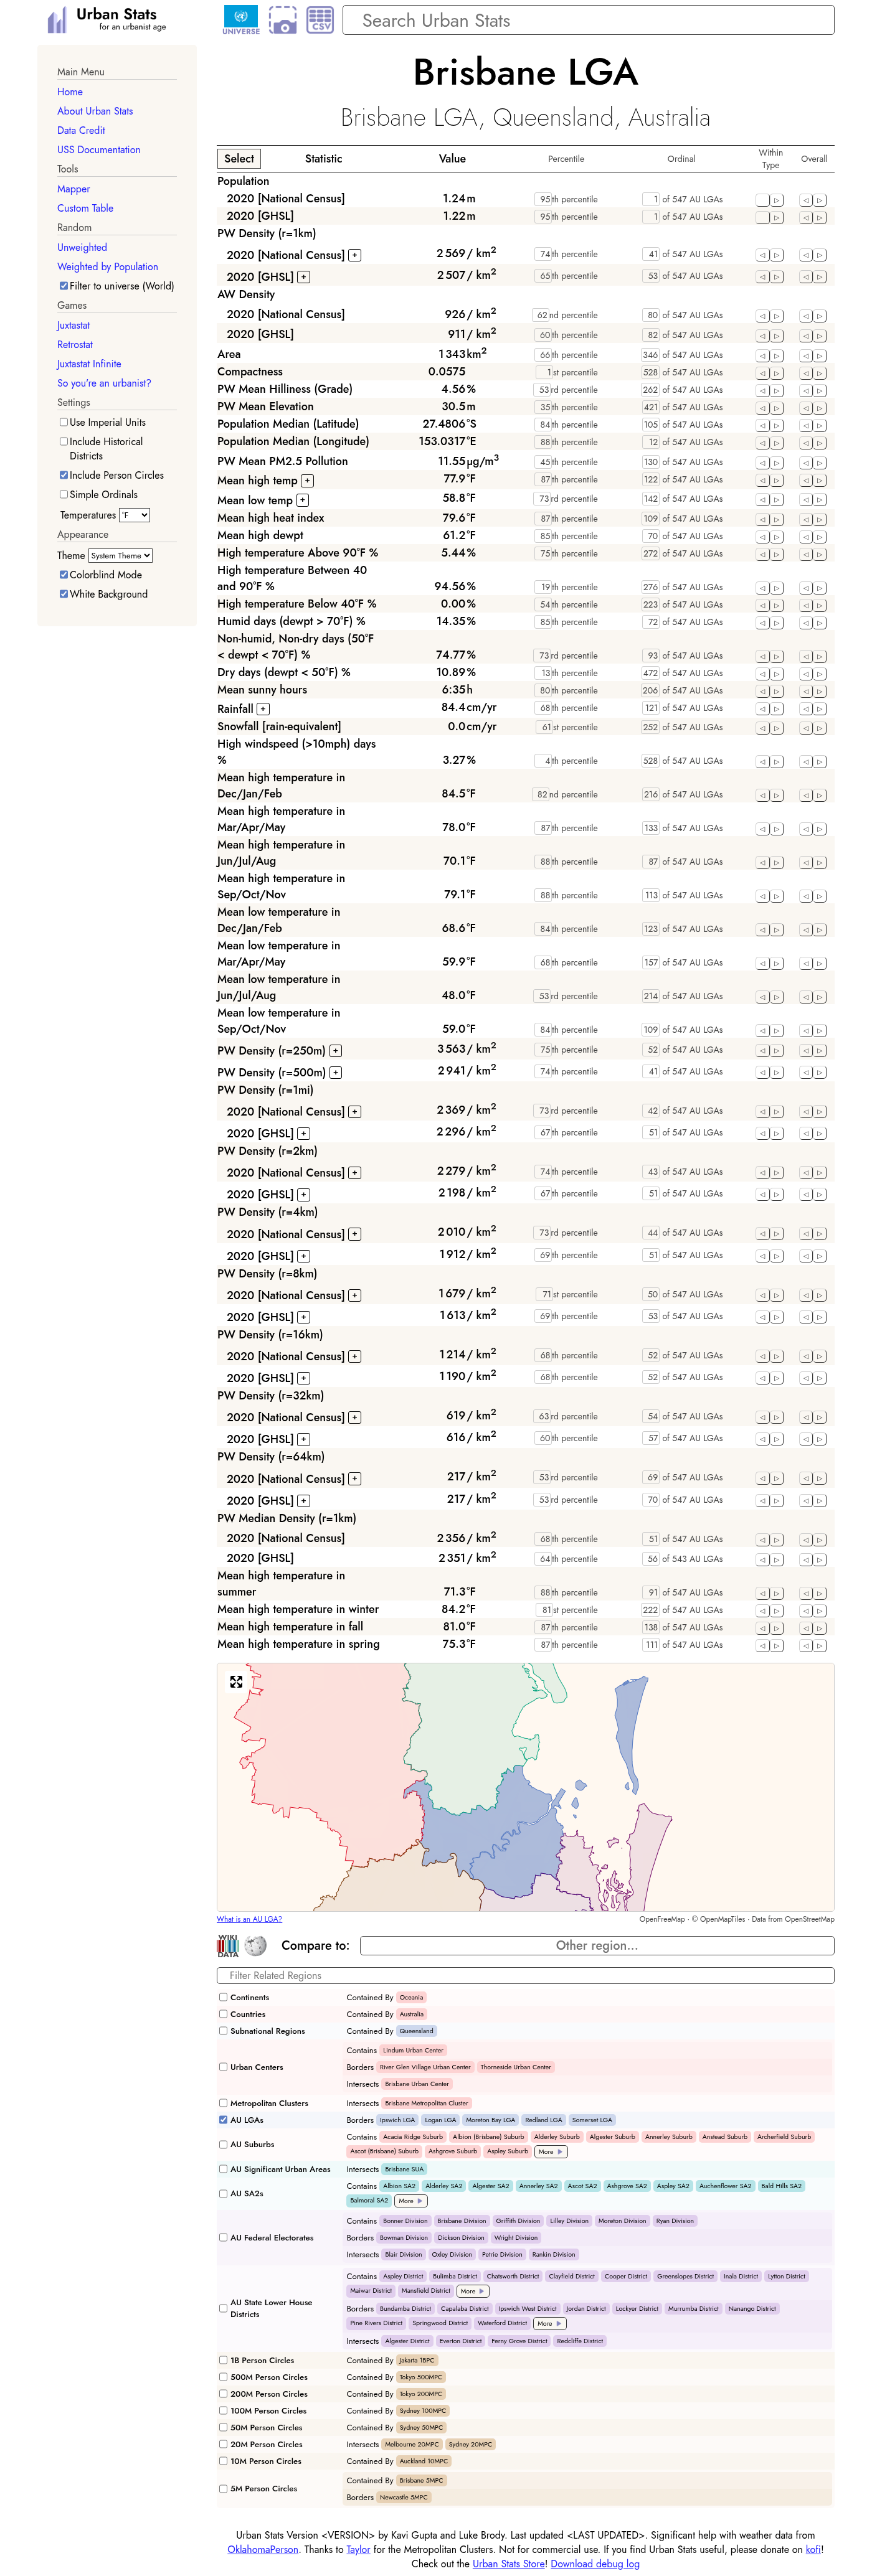 Urban Stats
for an urbanist age
UNIVERSE
CSV
Search Urban Stats
Main Menu
Home
About Urban Stats
Data Credit
USS Documentation
Tools
Mapper
Custom Table
Random
Unweighted
Weighted by Population
Filter to universe (World)
Games
Juxtastat
Retrostat
Juxtastat Infinite
So you're an urbanist?
Settings
Use Imperial Units
Include Historical
Districts
Include Person Circles
Simple Ordinals
Temperatures °F
Appearance
Theme System Theme
Colorblind Mode
White Background
Brisbane LGA
Brisbane LGA, Queensland, Australia
Select Statistic Value Percentile Ordinal Within Type Overall
Population
2020 [National Census] 1.24m 95th percentile 1 of 547 AU LGAs
2020 [GHSL] 1.22m 95th percentile 1 of 547 AU LGAs
PW Density (r=1km)
2020 [National Census] + 2 569/ km2 74th percentile 41 of 547 AU LGAs
2020 [GHSL] + 2 507/ km2 65th percentile 53 of 547 AU LGAs
AW Density
2020 [National Census] 926/ km2 62nd percentile 80 of 547 AU LGAs
2020 [GHSL] 911/ km2 60th percentile 82 of 547 AU LGAs
Area 1 343km2 66th percentile 346 of 547 AU LGAs
Compactness 0.0575 1st percentile 528 of 547 AU LGAs
PW Mean Hilliness (Grade) 4.56% 53rd percentile 262 of 547 AU LGAs
PW Mean Elevation 30.5m 35th percentile 421 of 547 AU LGAs
Population Median (Latitude) 27.4806°S 84th percentile 105 of 547 AU LGAs
Population Median (Longitude) 153.0317°E 88th percentile 12 of 547 AU LGAs
PW Mean PM2.5 Pollution 11.55μg/m3 45th percentile 130 of 547 AU LGAs
Mean high temp + 77.9°F 87th percentile 122 of 547 AU LGAs
Mean low temp + 58.8°F 73rd percentile 142 of 547 AU LGAs
Mean high heat index 79.6°F 87th percentile 109 of 547 AU LGAs
Mean high dewpt 61.2°F 85th percentile 70 of 547 AU LGAs
High temperature Above 90°F % 5.44% 75th percentile 272 of 547 AU LGAs
High temperature Between 40
and 90°F % 94.56% 19th percentile 276 of 547 AU LGAs
High temperature Below 40°F % 0.00% 54th percentile 223 of 547 AU LGAs
Humid days (dewpt > 70°F) % 14.35% 85th percentile 72 of 547 AU LGAs
Non-humid, Non-dry days (50°F
< dewpt < 70°F) % 74.77% 73rd percentile 93 of 547 AU LGAs
Dry days (dewpt < 50°F) % 10.89% 13th percentile 472 of 547 AU LGAs
Mean sunny hours 6:35h 80th percentile 206 of 547 AU LGAs
Rainfall + 84.4cm/yr 68th percentile 121 of 547 AU LGAs
Snowfall [rain-equivalent] 0.0cm/yr 61st percentile 252 of 547 AU LGAs
High windspeed (>10mph) days
% 3.27% 4th percentile 528 of 547 AU LGAs
Mean high temperature in
Dec/Jan/Feb 84.5°F 82nd percentile 216 of 547 AU LGAs
Mean high temperature in
Mar/Apr/May 78.0°F 87th percentile 133 of 547 AU LGAs
Mean high temperature in
Jun/Jul/Aug 70.1°F 88th percentile 87 of 547 AU LGAs
Mean high temperature in
Sep/Oct/Nov 79.1°F 88th percentile 113 of 547 AU LGAs
Mean low temperature in
Dec/Jan/Feb 68.6°F 84th percentile 123 of 547 AU LGAs
Mean low temperature in
Mar/Apr/May 59.9°F 68th percentile 157 of 547 AU LGAs
Mean low temperature in
Jun/Jul/Aug 48.0°F 53rd percentile 214 of 547 AU LGAs
Mean low temperature in
Sep/Oct/Nov 59.0°F 84th percentile 109 of 547 AU LGAs
PW Density (r=250m) + 3 563/ km2 75th percentile 52 of 547 AU LGAs
PW Density (r=500m) + 2 941/ km2 74th percentile 41 of 547 AU LGAs
PW Density (r=1mi)
2020 [National Census] + 2 369/ km2 73rd percentile 42 of 547 AU LGAs
2020 [GHSL] + 2 296/ km2 67th percentile 51 of 547 AU LGAs
PW Density (r=2km)
2020 [National Census] + 2 279/ km2 74th percentile 43 of 547 AU LGAs
2020 [GHSL] + 2 198/ km2 67th percentile 51 of 547 AU LGAs
PW Density (r=4km)
2020 [National Census] + 2 010/ km2 73rd percentile 44 of 547 AU LGAs
2020 [GHSL] + 1 912/ km2 69th percentile 51 of 547 AU LGAs
PW Density (r=8km)
2020 [National Census] + 1 679/ km2 71st percentile 50 of 547 AU LGAs
2020 [GHSL] + 1 613/ km2 69th percentile 53 of 547 AU LGAs
PW Density (r=16km)
2020 [National Census] + 1 214/ km2 68th percentile 52 of 547 AU LGAs
2020 [GHSL] + 1 190/ km2 68th percentile 52 of 547 AU LGAs
PW Density (r=32km)
2020 [National Census] + 619/ km2 63rd percentile 54 of 547 AU LGAs
2020 [GHSL] + 616/ km2 60th percentile 57 of 547 AU LGAs
PW Density (r=64km)
2020 [National Census] + 217/ km2 53rd percentile 69 of 547 AU LGAs
2020 [GHSL] + 217/ km2 53rd percentile 70 of 547 AU LGAs
PW Median Density (r=1km)
2020 [National Census] 2 356/ km2 68th percentile 51 of 547 AU LGAs
2020 [GHSL] 2 351/ km2 64th percentile 56 of 543 AU LGAs
Mean high temperature in
summer 71.3°F 88th percentile 91 of 547 AU LGAs
Mean high temperature in winter 84.2°F 81st percentile 222 of 547 AU LGAs
Mean high temperature in fall 81.0°F 87th percentile 138 of 547 AU LGAs
Mean high temperature in spring 75.3°F 87th percentile 111 of 547 AU LGAs
What is an AU LGA? OpenFreeMap · © OpenMapTiles · Data from OpenStreetMap
WIKI DATA Compare to: Other region...
Filter Related Regions
Continents Contained By Oceania
Countries Contained By Australia
Subnational Regions Contained By Queensland
Urban Centers
Contains Lindum Urban Center
Borders River Glen Village Urban Center Thorneside Urban Center
Intersects Brisbane Urban Center
Metropolitan Clusters Intersects Brisbane Metropolitan Cluster
AU LGAs Borders Ipswich LGA Logan LGA Moreton Bay LGA Redland LGA Somerset LGA
AU Suburbs
Contains Acacia Ridge Suburb Albion (Brisbane) Suburb Alderley Suburb Algester Suburb Annerley Suburb Anstead Suburb Archerfield Suburb
Ascot (Brisbane) Suburb Ashgrove Suburb Aspley Suburb More
AU Significant Urban Areas Intersects Brisbane SUA
AU SA2s
Contains Albion SA2 Alderley SA2 Algester SA2 Annerley SA2 Ascot SA2 Ashgrove SA2 Aspley SA2 Auchenflower SA2 Bald Hills SA2
Balmoral SA2 More
AU Federal Electorates
Contains Bonner Division Brisbane Division Griffith Division Lilley Division Moreton Division Ryan Division
Borders Bowman Division Dickson Division Wright Division
Intersects Blair Division Oxley Division Petrie Division Rankin Division
AU State Lower House
Districts
Contains Aspley District Bulimba District Chatsworth District Clayfield District Cooper District Greenslopes District Inala District Lytton District
Maiwar District Mansfield District More
Borders Bundamba District Capalaba District Ipswich West District Jordan District Lockyer District Murrumba District Nanango District
Pine Rivers District Springwood District Waterford District More
Intersects Algester District Everton District Ferny Grove District Redcliffe District
1B Person Circles Contained By Jakarta 1BPC
500M Person Circles Contained By Tokyo 500MPC
200M Person Circles Contained By Tokyo 200MPC
100M Person Circles Contained By Sydney 100MPC
50M Person Circles Contained By Sydney 50MPC
20M Person Circles Intersects Melbourne 20MPC Sydney 20MPC
10M Person Circles Contained By Auckland 10MPC
5M Person Circles
Contained By Brisbane 5MPC
Borders Newcastle 5MPC
Urban Stats Version <VERSION> by Kavi Gupta and Luke Brody. Last updated <LAST UPDATED>. Significant help with weather data from
OklahomaPerson. Thanks to Taylor for the Metropolitan Clusters. Not for commercial use. If you find Urban Stats useful, please donate on kofi!
Check out the Urban Stats Store! Download debug log